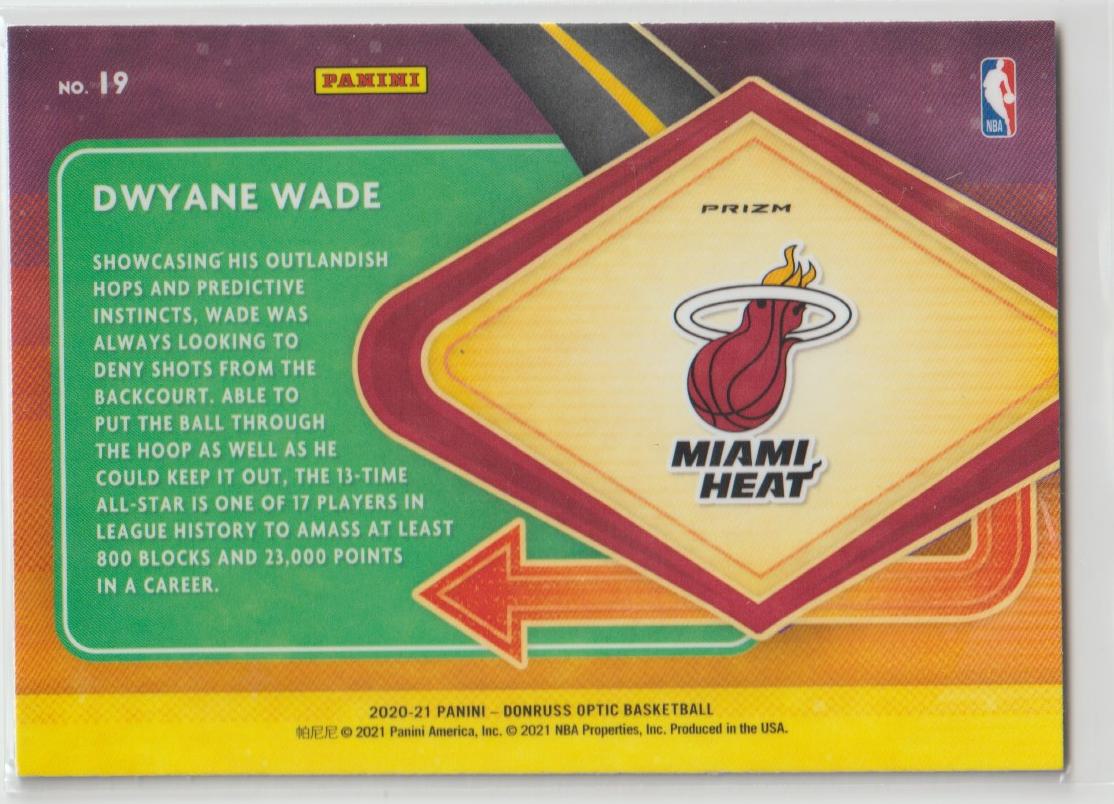 NO. 19
PANINI
NBA
DWYANE WADE
SHOWCASING HIS OUTLANDISH
HOPS AND PREDICTIVE
INSTINCTS, WADE WAS
ALWAYS LOOKING TO
DENY SHOTS FROM THE
BACKCOURT. ABLE TO
PUT THE BALL THROUGH
THE HOOP AS WELL AS HE
COULD KEEP IT OUT, THE 13-TIME
ALL-STAR IS ONE OF 17 PLAYERS IN
LEAGUE HISTORY TO AMASS AT LEAST
800 BLOCKS AND 23,000 POINTS
IN A CAREER.
PRIZM
MIAMI
HEAT
2020-21 PANINI – DONRUSS OPTIC BASKETBALL
帕尼尼 © 2021 Panini America, Inc. © 2021 NBA Properties, Inc. Produced in the USA.